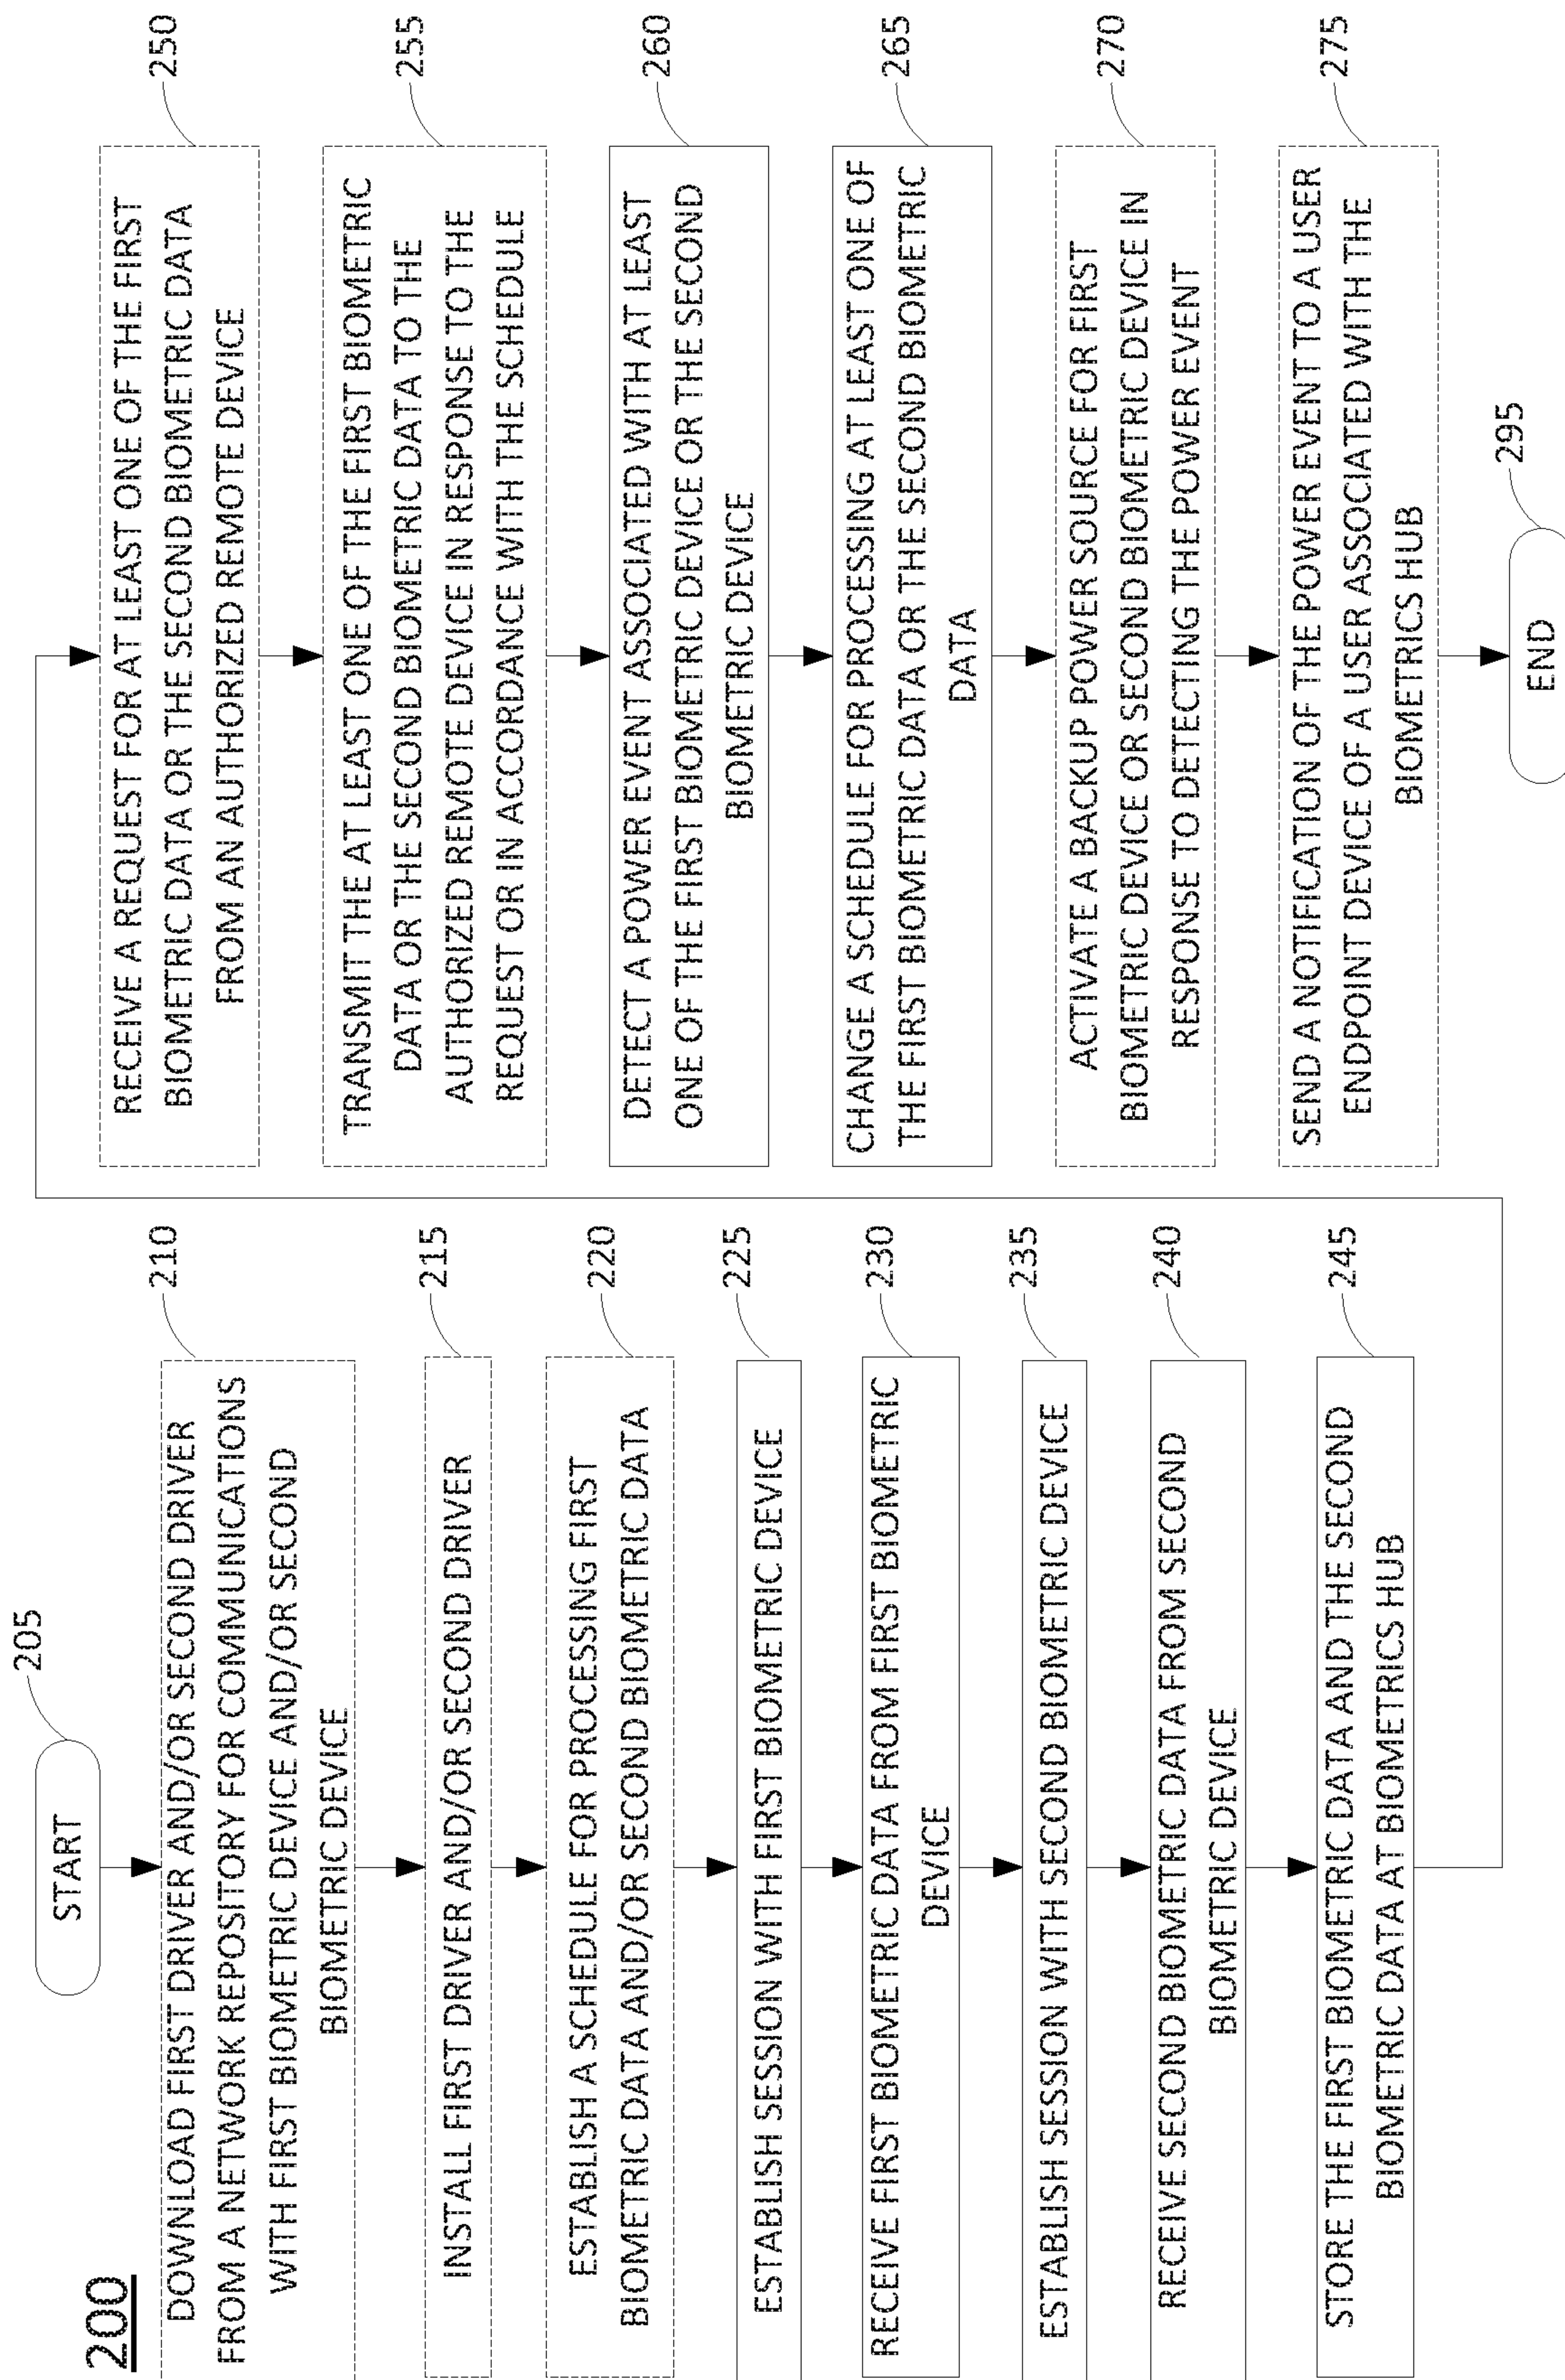 200
START
205
DOWNLOAD FIRST DRIVER AND/OR SECOND DRIVER
FROM A NETWORK REPOSITORY FOR COMMUNICATIONS
WITH FIRST BIOMETRIC DEVICE AND/OR SECOND
BIOMETRIC DEVICE
210
INSTALL FIRST DRIVER AND/OR SECOND DRIVER
215
ESTABLISH A SCHEDULE FOR PROCESSING FIRST
BIOMETRIC DATA AND/OR SECOND BIOMETRIC DATA
220
ESTABLISH SESSION WITH FIRST BIOMETRIC DEVICE
225
RECEIVE FIRST BIOMETRIC DATA FROM FIRST BIOMETRIC
DEVICE
230
ESTABLISH SESSION WITH SECOND BIOMETRIC DEVICE
235
RECEIVE SECOND BIOMETRIC DATA FROM SECOND
BIOMETRIC DEVICE
240
STORE THE FIRST BIOMETRIC DATA AND THE SECOND
BIOMETRIC DATA AT BIOMETRICS HUB
245
RECEIVE A REQUEST FOR AT LEAST ONE OF THE FIRST
BIOMETRIC DATA OR THE SECOND BIOMETRIC DATA
FROM AN AUTHORIZED REMOTE DEVICE
250
TRANSMIT THE AT LEAST ONE OF THE FIRST BIOMETRIC
DATA OR THE SECOND BIOMETRIC DATA TO THE
AUTHORIZED REMOTE DEVICE IN RESPONSE TO THE
REQUEST OR IN ACCORDANCE WITH THE SCHEDULE
255
DETECT A POWER EVENT ASSOCIATED WITH AT LEAST
ONE OF THE FIRST BIOMETRIC DEVICE OR THE SECOND
BIOMETRIC DEVICE
260
CHANGE A SCHEDULE FOR PROCESSING AT LEAST ONE OF
THE FIRST BIOMETRIC DATA OR THE SECOND BIOMETRIC
DATA
265
ACTIVATE A BACKUP POWER SOURCE FOR FIRST
BIOMETRIC DEVICE OR SECOND BIOMETRIC DEVICE IN
RESPONSE TO DETECTING THE POWER EVENT
270
SEND A NOTIFICATION OF THE POWER EVENT TO A USER
ENDPOINT DEVICE OF A USER ASSOCIATED WITH THE
BIOMETRICS HUB
275
END
295